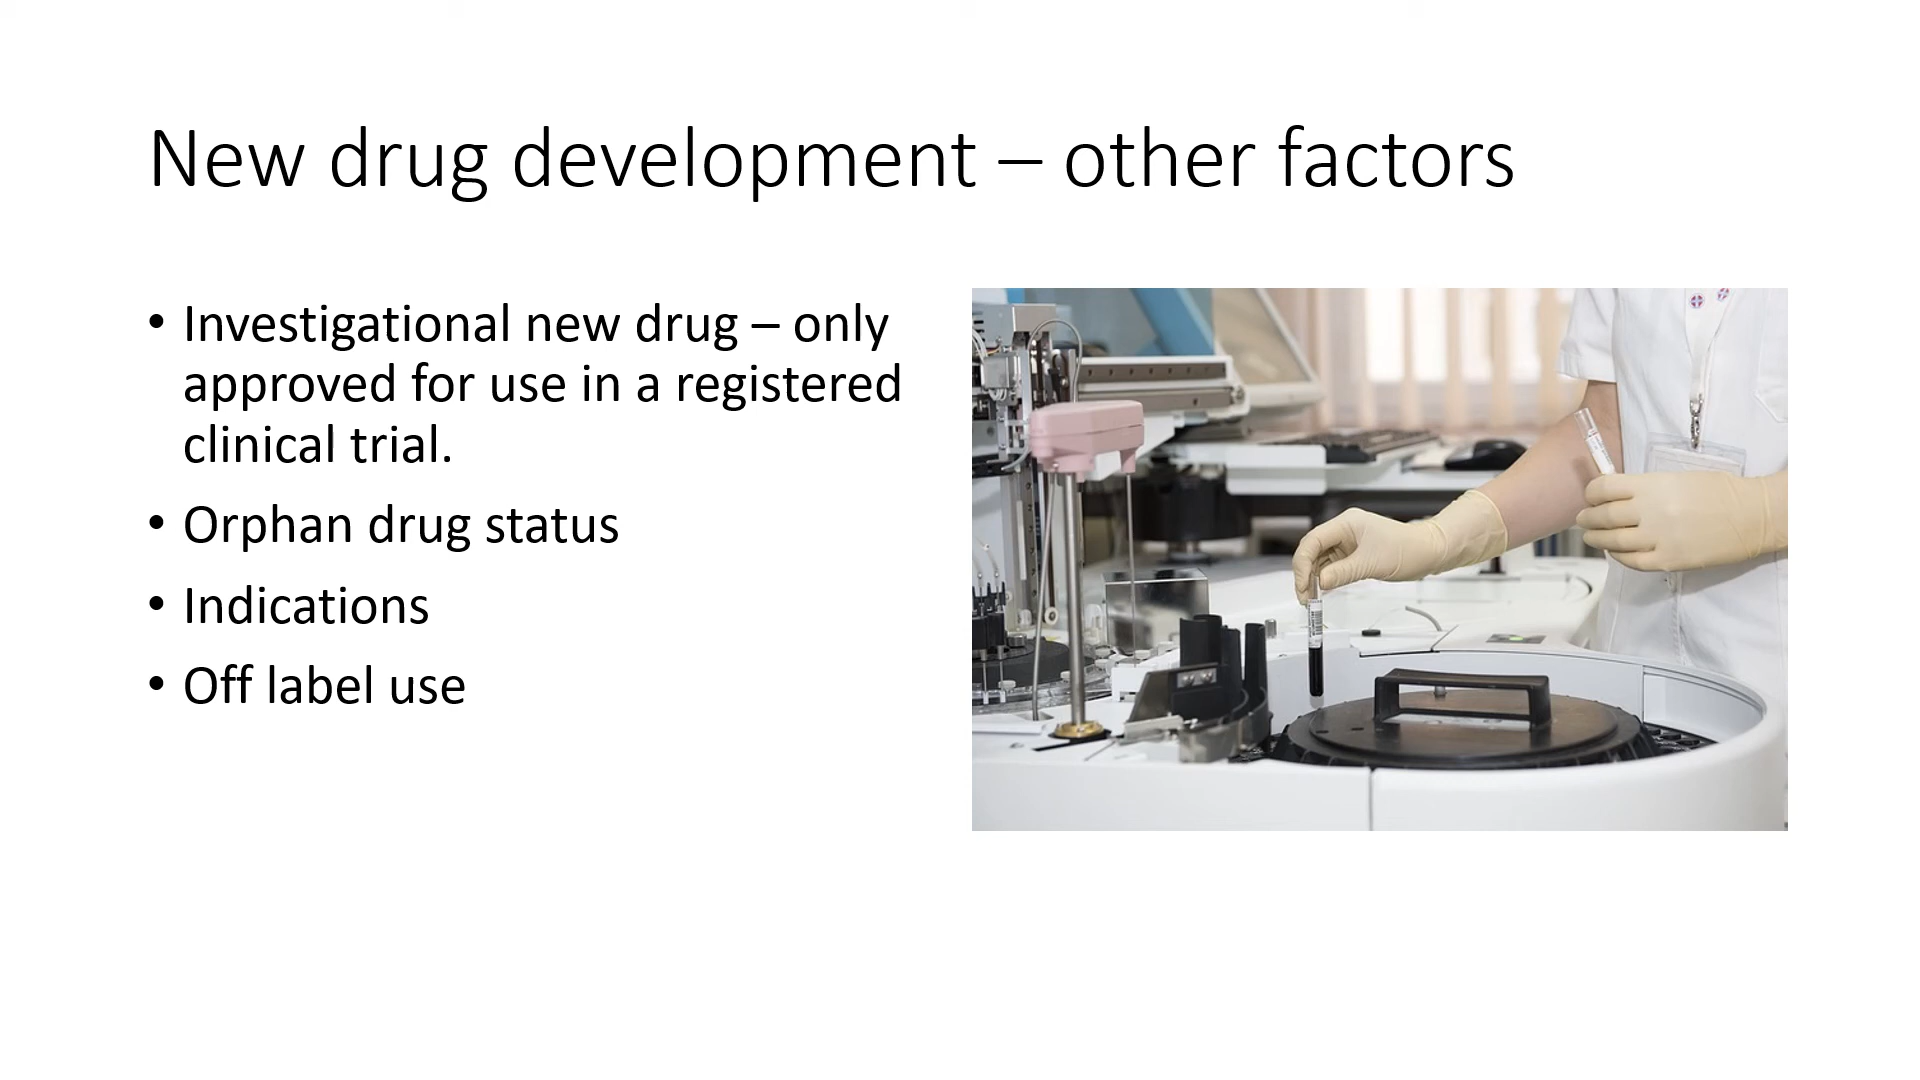 New drug development – other factors
• Investigational new drug – only
approved for use in a registered
clinical trial.
• Orphan drug status
• Indications
• Off label use